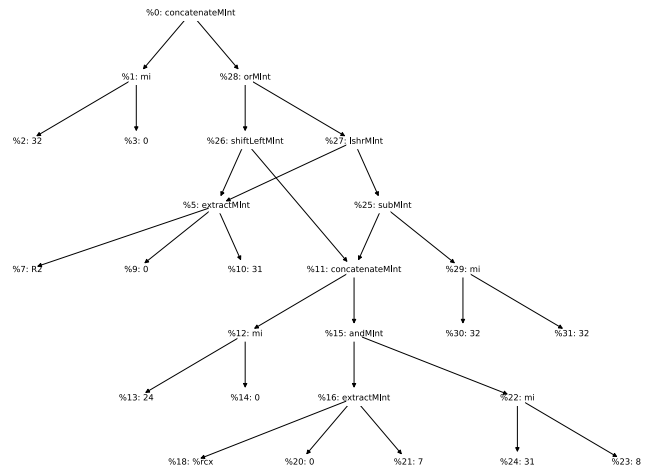 %0: concatenateMInt
%1: mi
%28: orMInt
%2: 32
%3: 0
%26: shiftLeftMInt
%27: lshrMInt
%5: extractMInt
%25: subMInt
%7: R2
%9: 0
%10: 31
%11: concatenateMInt
%29: mi
%12: mi
%15: andMInt
%30: 32
%31: 32
%13: 24
%14: 0
%16: extractMInt
%22: mi
%18: %rcx
%20: 0
%21: 7
%24: 31
%23: 8